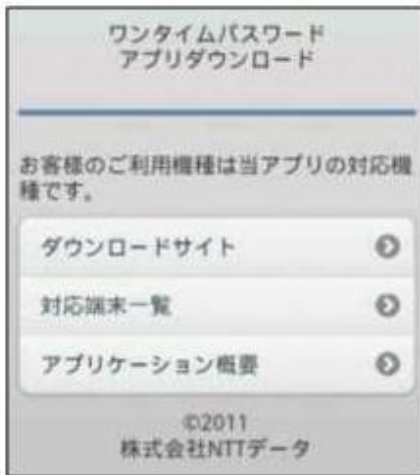 ワンタイムパスワード
アプリダウンロード
お客様のご利用機種は当アプリの対応機
種です。
ダウンロードサイト
対応端末一覧
アプリケーション概要
©2011
株式会社NTTデータ